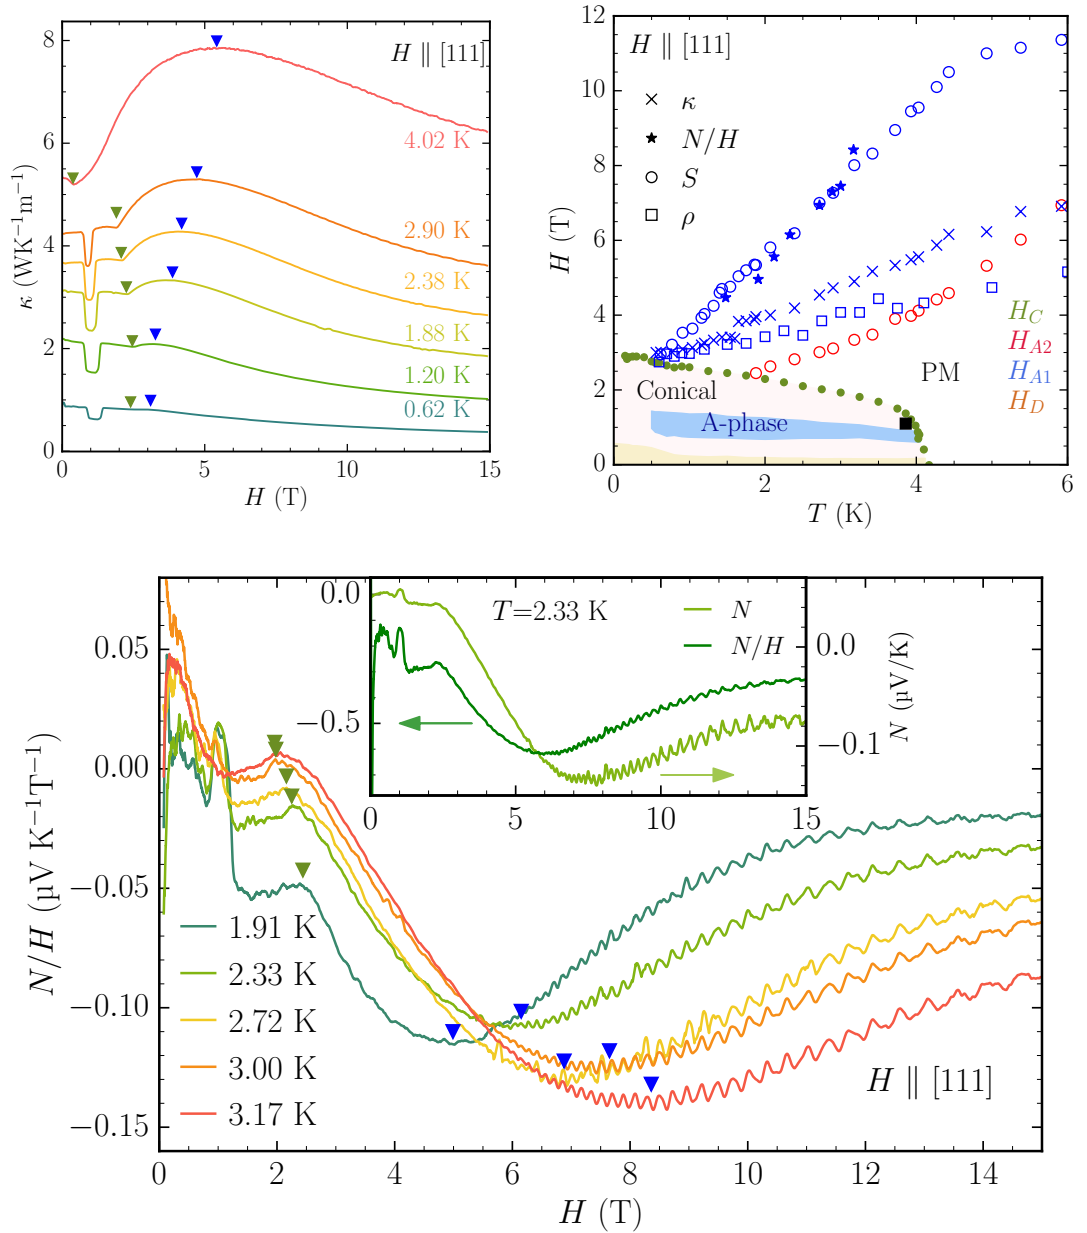 8
6
4
2
0
0
5
10
15
κ (WK⁻¹m⁻¹)
H (T)
H ∥ [111]
4.02 K
2.90 K
2.38 K
1.88 K
1.20 K
0.62 K
12
10
8
6
4
2
0
2
4
6
H (T)
T (K)
H ∥ [111]
κ
N/H
S
ρ
Conical
A-phase
PM
H_C
H_{A2}
H_{A1}
H_D
0.05
0.00
−0.05
−0.10
−0.15
0
2
4
6
8
10
12
14
N/H (µV K⁻¹T⁻¹)
H (T)
1.91 K
2.33 K
2.72 K
3.00 K
3.17 K
H ∥ [111]
0.0
−0.5
0
5
10
15
T=2.33 K
N
N/H
0.0
−0.1
N (µV/K)